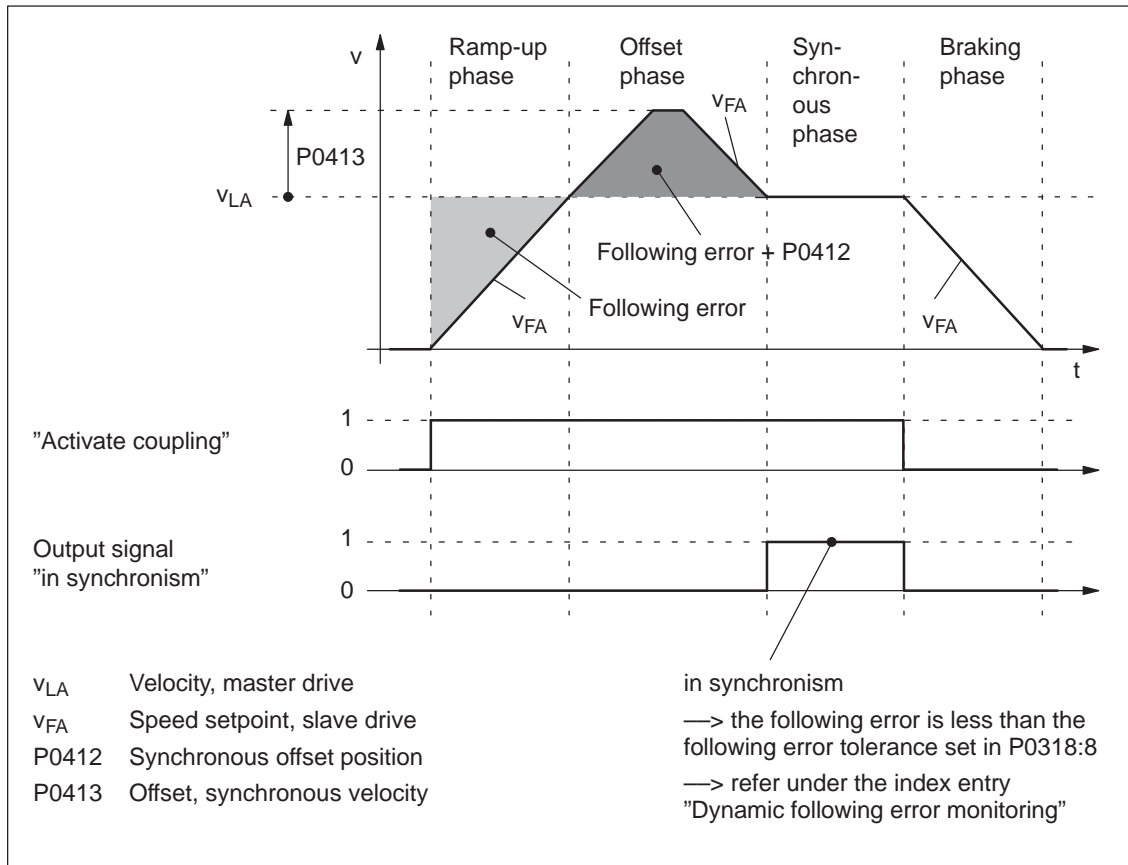 v
Ramp-up
phase
Offset
phase
Syn-
chron-
ous
phase
Braking
phase
vFA
P0413
vLA
Following error + P0412
Following error
vFA
vFA
t
1
"Activate coupling"
0
1
Output signal
"in synchronism"
0
vLA Velocity, master drive
vFA Speed setpoint, slave drive
P0412 Synchronous offset position
P0413 Offset, synchronous velocity
in synchronism
—> the following error is less than the
following error tolerance set in P0318:8
—> refer under the index entry
"Dynamic following error monitoring"